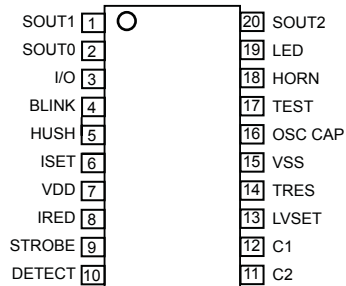 SOUT1 1 20 SOUT2
SOUT0 2 19 LED
I/O 3 18 HORN
BLINK 4 17 TEST
HUSH 5 16 OSC CAP
ISET 6 15 VSS
VDD 7 14 TRES
IRED 8 13 LVSET
STROBE 9 12 C1
DETECT 10 11 C2